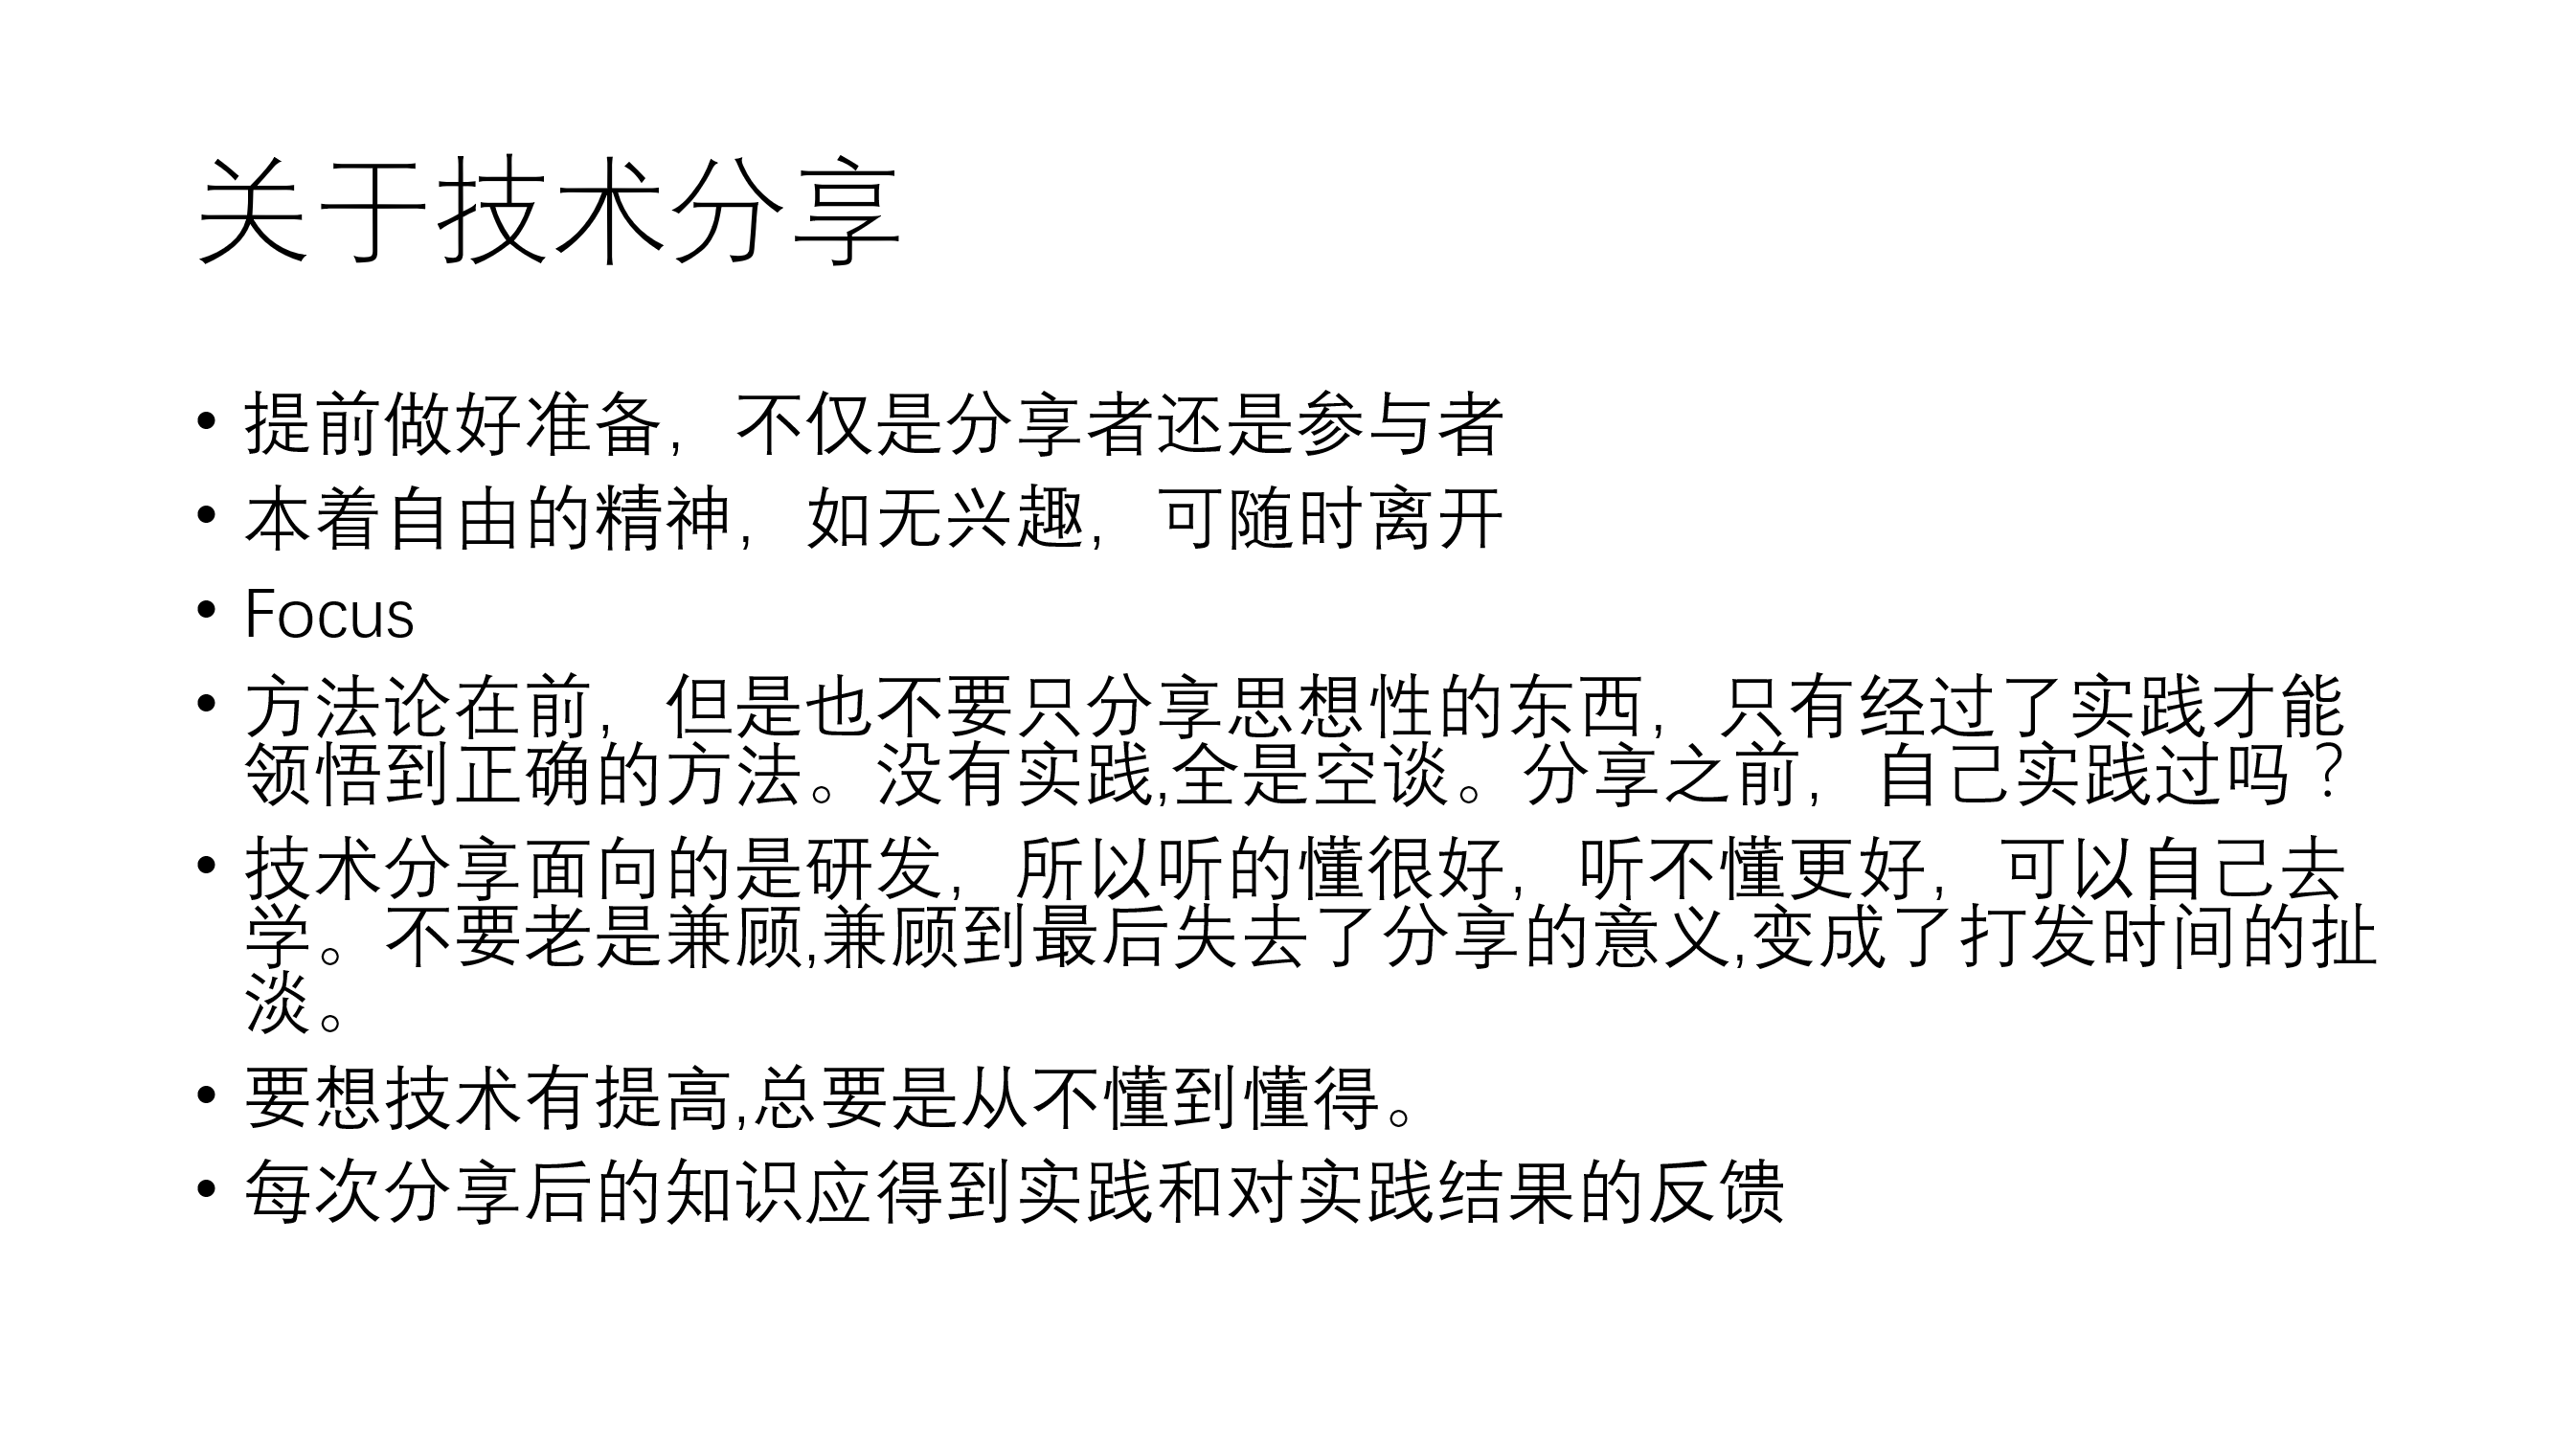 关于技术分享
• 提前做好准备，不仅是分享者还是参与者
• 本着自由的精神，如无兴趣，可随时离开
• Focus
• 方法论在前，但是也不要只分享思想性的东西，只有经过了实践才能
领悟到正确的方法。没有实践,全是空谈。分享之前，自己实践过吗？
• 技术分享面向的是研发，所以听的懂很好，听不懂更好，可以自己去
学。不要老是兼顾,兼顾到最后失去了分享的意义,变成了打发时间的扯
淡。
• 要想技术有提高,总要是从不懂到懂得。
• 每次分享后的知识应得到实践和对实践结果的反馈